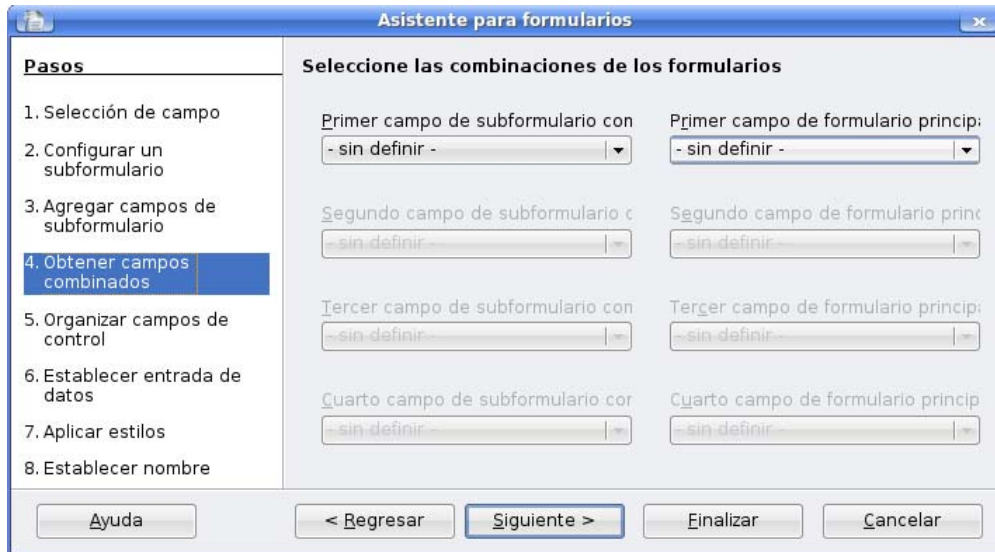 Asistente para formularios
Pasos
1. Selección de campo
2. Configurar un
subformulario
3. Agregar campos de
subformulario
4. Obtener campos
combinados
5. Organizar campos de
control
6. Establecer entrada de
datos
7. Aplicar estilos
8. Establecer nombre
Seleccione las combinaciones de los formularios
Primer campo de subformulario con
Primer campo de formulario principa
- sin definir -
- sin definir -
Segundo campo de subformulario c
Segundo campo de formulario princ
- sin definir -
- sin definir -
Tercer campo de subformulario con
Tercer campo de formulario principa
- sin definir -
- sin definir -
Cuarto campo de subformulario cor
Cuarto campo de formulario princip
- sin definir -
- sin definir -
Ayuda
< Regresar
Siguiente >
Finalizar
Cancelar